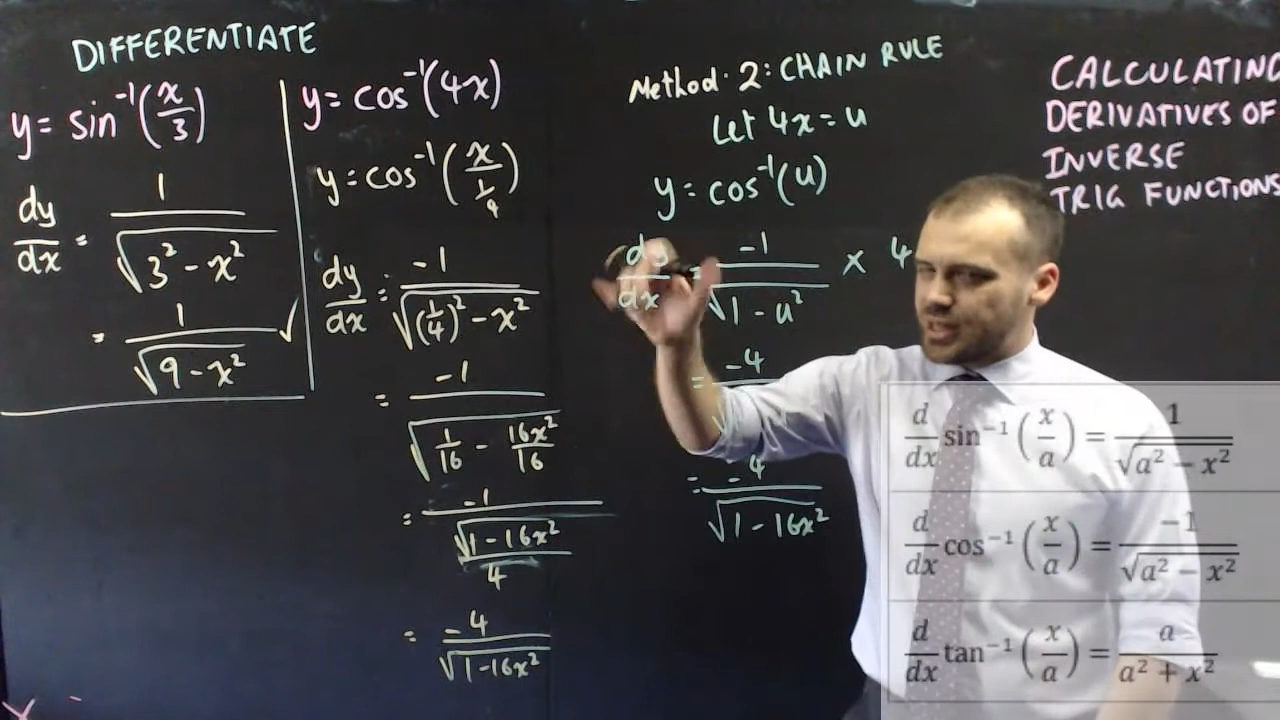 DIFFERENTIATE
y = sin⁻¹(x/3)
dy/dx = 1/√(3² - x²)
= 1/√(9 - x²) ✓
y = cos⁻¹(4x)
y = cos⁻¹(x/(1/4))
dy/dx = -1/√((1/4)² - x²)
= -1/√(1/16 - 16x²/16)
= -1/(√(1 - 16x²)/4)
= -4/√(1-16x²)
Method 2: CHAIN RULE
Let 4x = u
y = cos⁻¹(u)
dy/dx = -1/√(1 - u²) × 4
= -4
= -4/√(1 - 16x²)
CALCULATING
DERIVATIVES OF
INVERSE
TRIG FUNCTIONS
d/dx sin⁻¹(x/a) = 1/√(a² - x²)
d/dx cos⁻¹(x/a) = -1/√(a² - x²)
d/dx tan⁻¹(x/a) = a/(a² + x²)